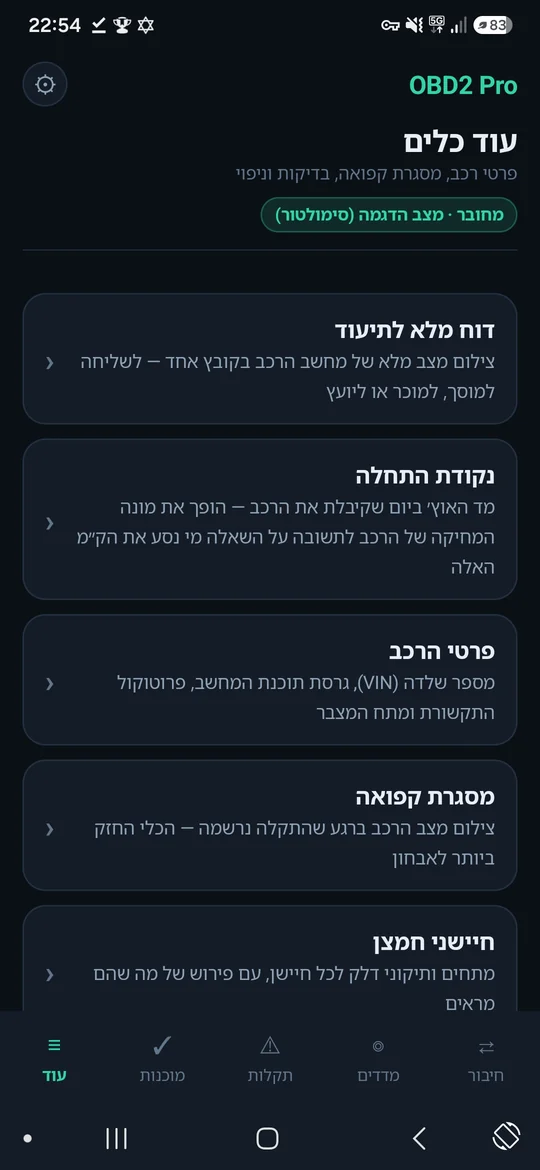 22:54
5G
83
OBD2 Pro
עוד כלים
פרטי רכב, מסגרת קפואה, בדיקות וניפוי
מחובר · מצב הדגמה (סימולטור)
דוח מלא לתיעוד
צילום מצב מלא של מחשב הרכב בקובץ אחד — לשליחה
למוסך, למוכר או ליועץ
נקודת התחלה
מד האוץ׳ ביום שקיבלת את הרכב — הופך את מונה
המחיקה של הרכב לתשובה על השאלה מי נסע את הק״מ
האלה
פרטי הרכב
מספר שלדה (VIN), גרסת תוכנת המחשב, פרוטוקול
התקשורת ומתח המצבר
מסגרת קפואה
צילום מצב הרכב ברגע שהתקלה נרשמה — הכלי החזק
ביותר לאבחון
חיישני חמצן
מתחים ותיקוני דלק לכל חיישן, עם פירוש של מה שהם
מראים
חיבור
מדדים
תקלות
מוכנות
עוד